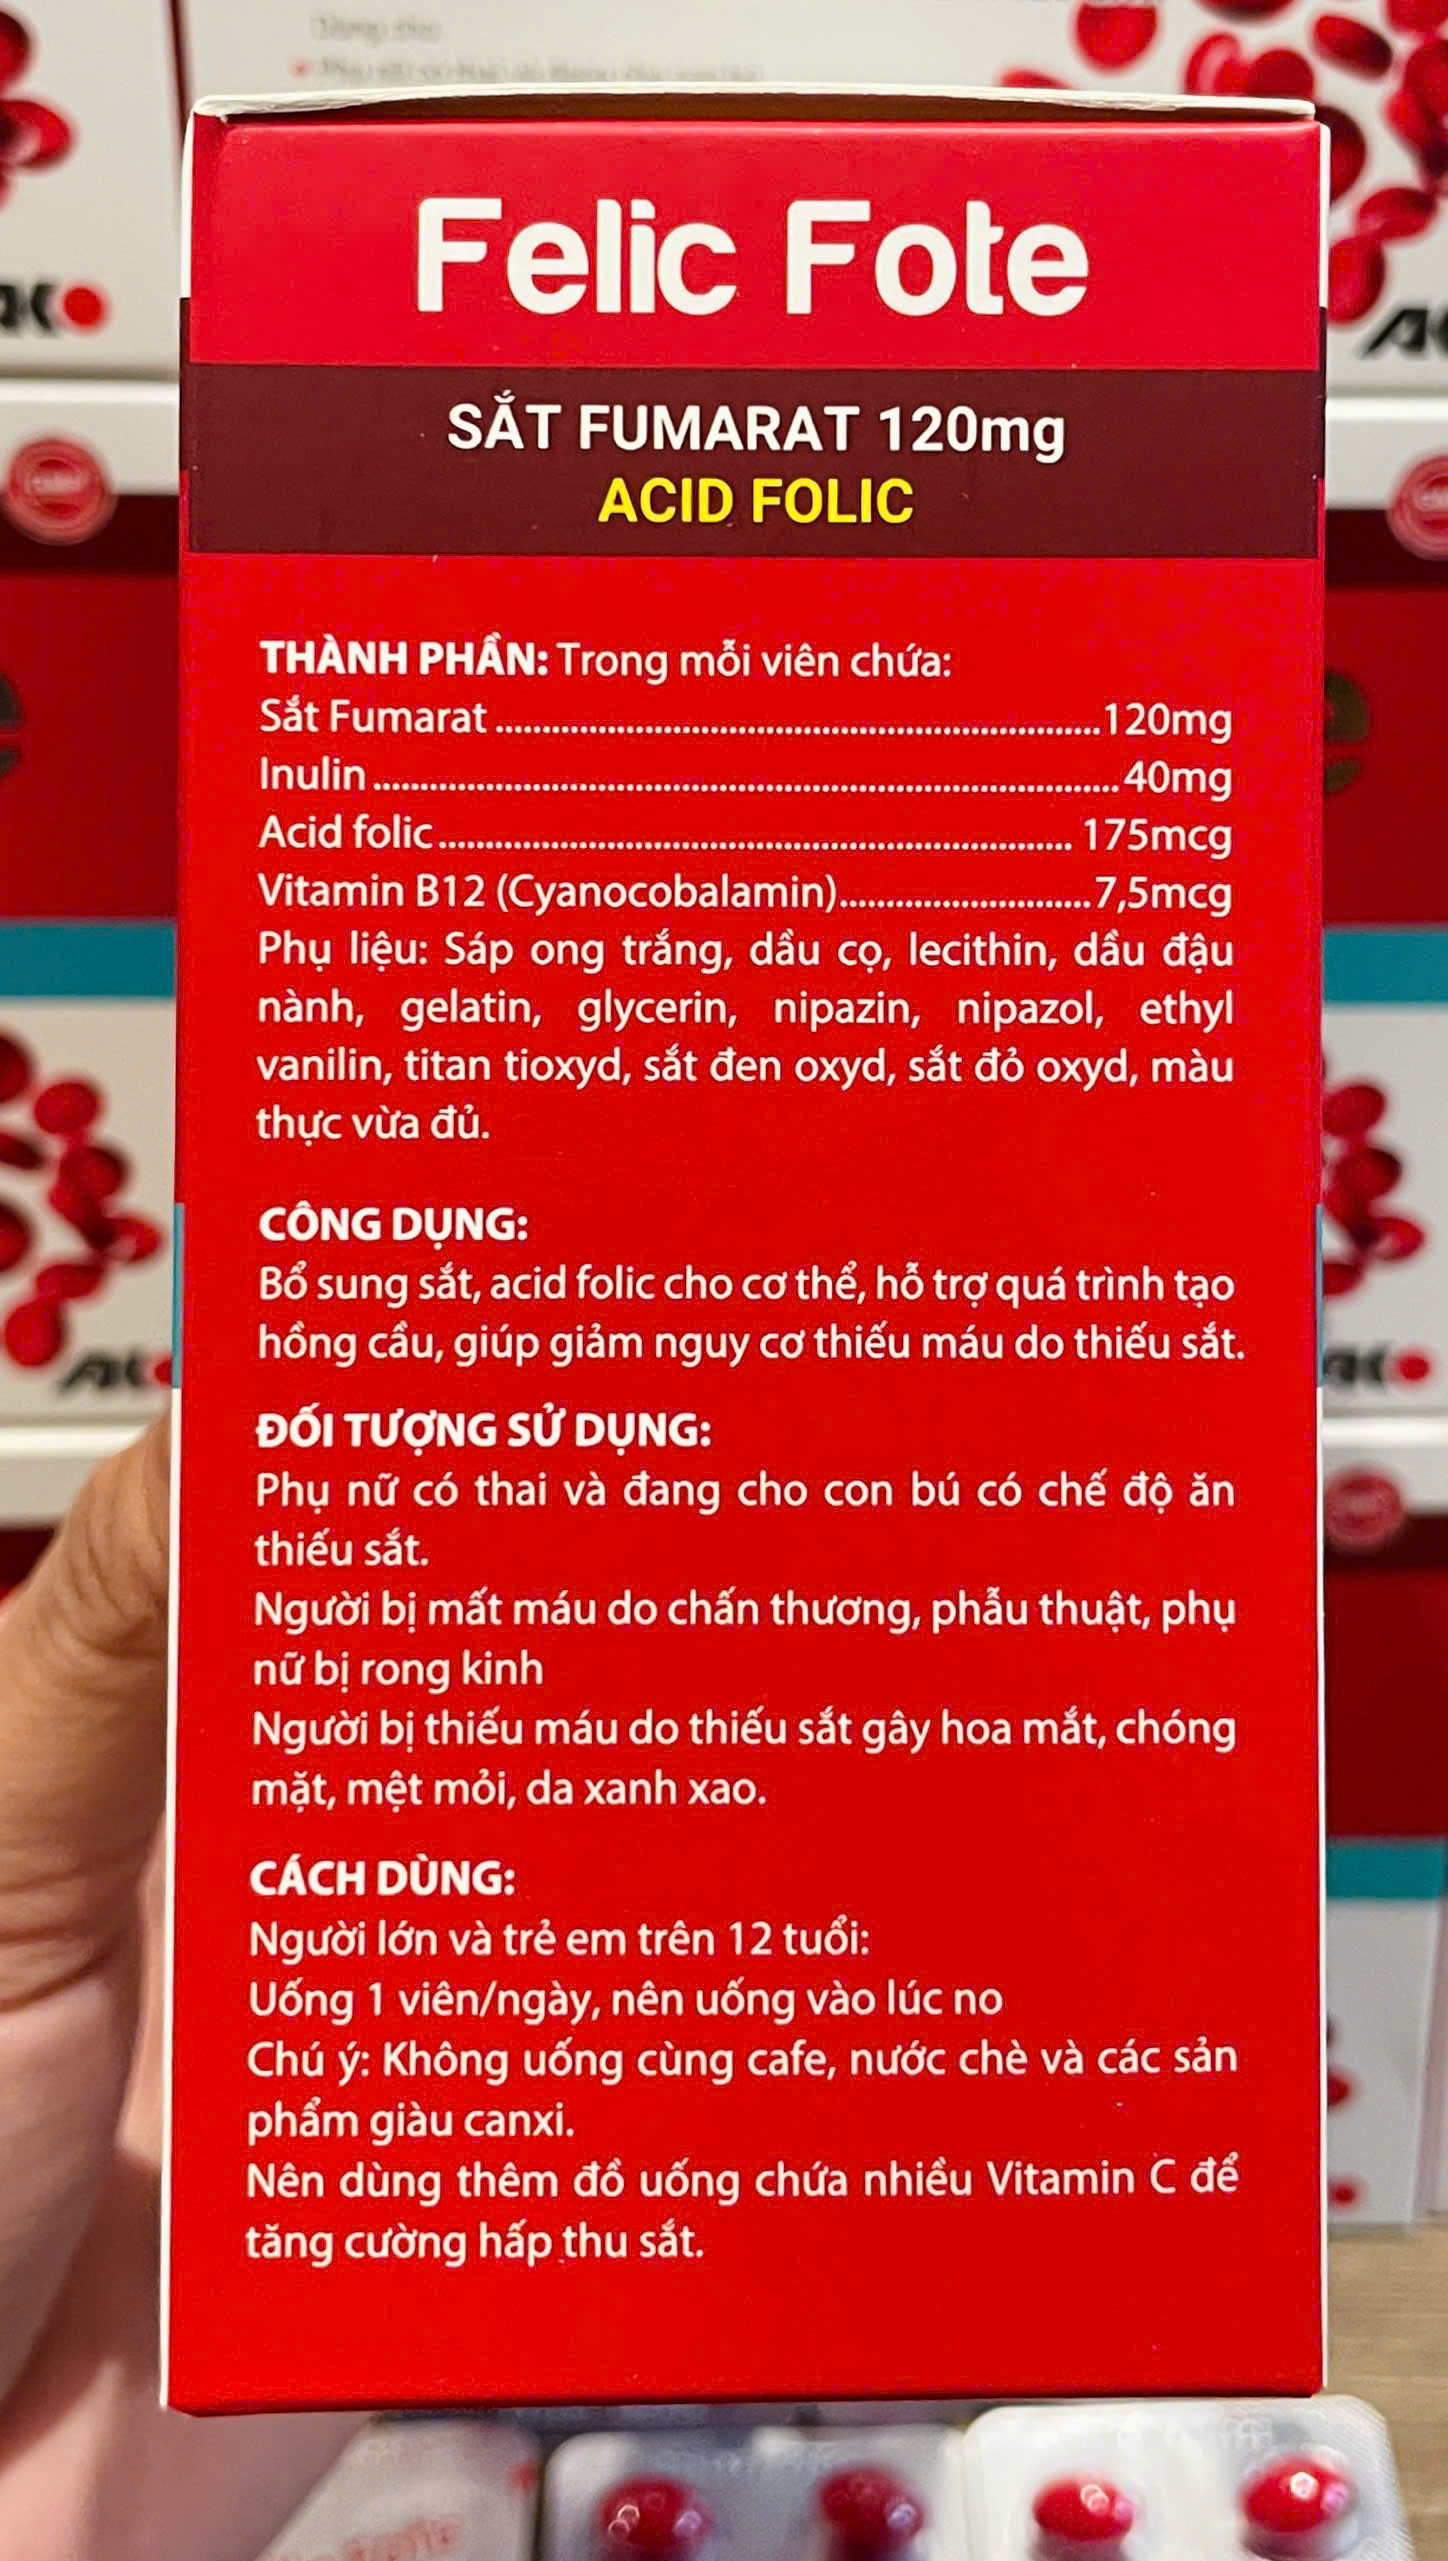 Felic Fote
SẮT FUMARAT 120mg
ACID FOLIC
THÀNH PHẦN: Trong mỗi viên chứa:
Sắt Fumarat ........................................................120mg
Inulin ........................................................ 40mg
Acid folic ........................................................ 175mcg
Vitamin B12 (Cyanocobalamin)...........................7,5mcg
Phụ liệu: Sáp ong trắng, dầu cọ, lecithin, dầu đậu
nành, gelatin, glycerin, nipazin, nipazol, ethyl
vanilin, titan tioxyd, sắt đen oxyd, sắt đỏ oxyd, màu
thực vừa đủ.
CÔNG DỤNG:
Bổ sung sắt, acid folic cho cơ thể, hỗ trợ quá trình tạo
hồng cầu, giúp giảm nguy cơ thiếu máu do thiếu sắt.
ĐỐI TƯỢNG SỬ DỤNG:
Phụ nữ có thai và đang cho con bú có chế độ ăn
thiếu sắt.
Người bị mất máu do chấn thương, phẫu thuật, phụ
nữ bị rong kinh
Người bị thiếu máu do thiếu sắt gây hoa mắt, chóng
mặt, mệt mỏi, da xanh xao.
CÁCH DÙNG:
Người lớn và trẻ em trên 12 tuổi:
Uống 1 viên/ngày, nên uống vào lúc no
Chú ý: Không uống cùng cafe, nước chè và các sản
phẩm giàu canxi.
Nên dùng thêm đồ uống chứa nhiều Vitamin C để
tăng cường hấp thu sắt.